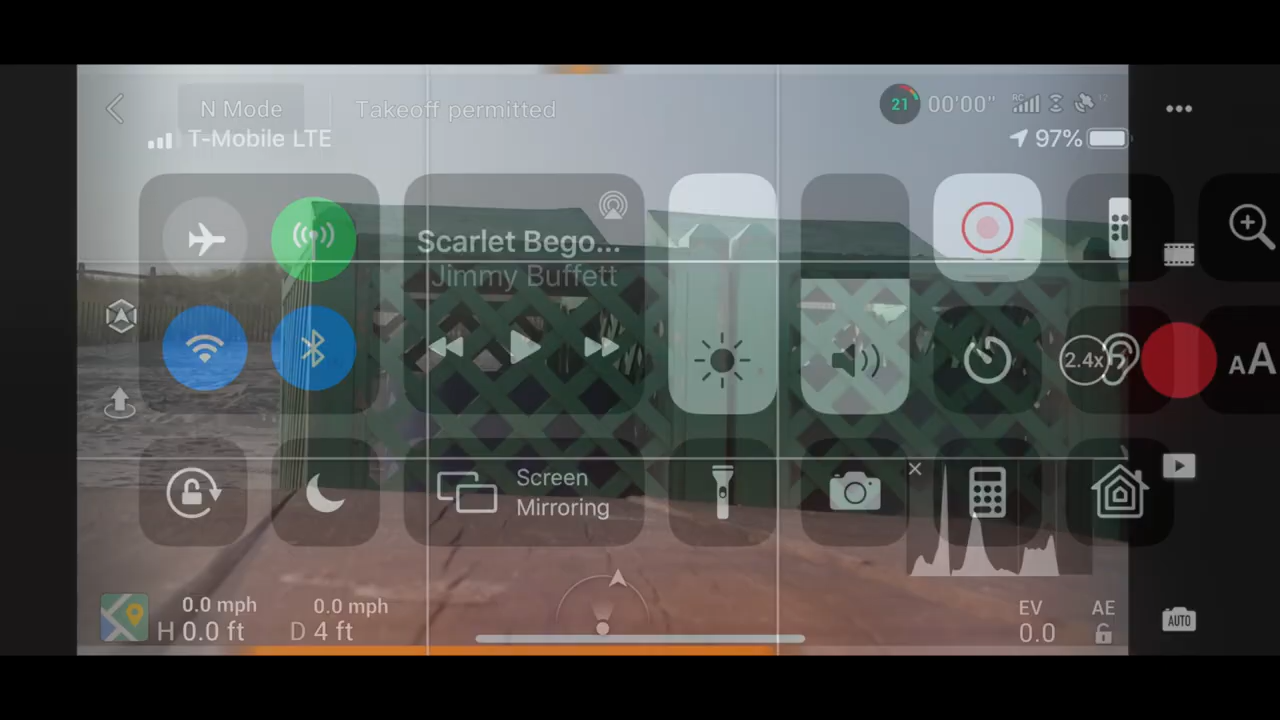 N Mode
Takeoff permitted
21
00'00"
RC
T-Mobile LTE
97%
Scarlet Bego...
Jimmy Buffett
2.4x
AA
Screen
Mirroring
0.0 mph
0.0 mph
H 0.0 ft
D 4 ft
EV
AE
0.0
AUTO